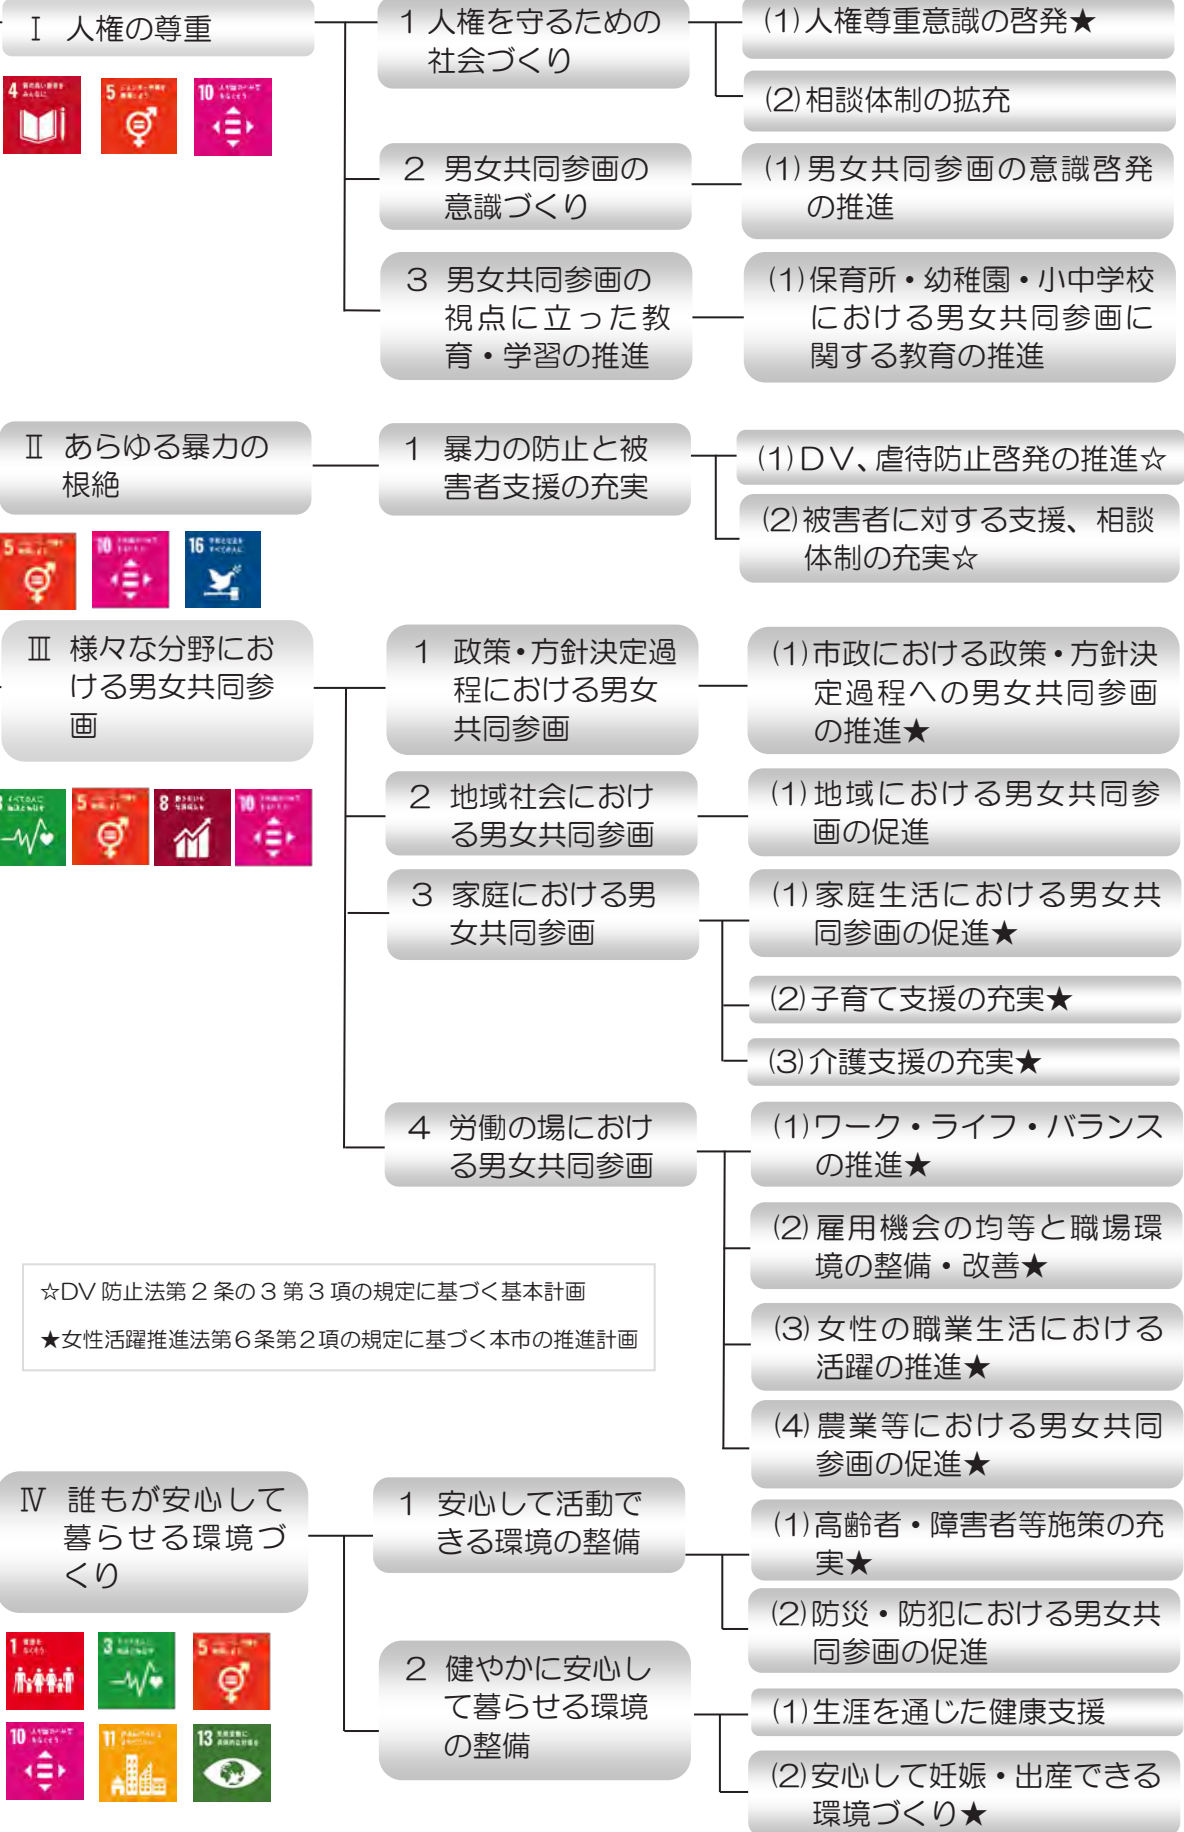 Ⅰ 人権の尊重
1 人権を守るための
社会づくり
(1)人権尊重意識の啓発★
(2)相談体制の拡充
4
5
10
2 男女共同参画の
意識づくり
(1)男女共同参画の意識啓発
の推進
3 男女共同参画の
視点に立った教
育・学習の推進
(1)保育所・幼稚園・小中学校
における男女共同参画に
関する教育の推進
Ⅱ あらゆる暴力の
根絶
1 暴力の防止と被
害者支援の充実
(1)DV、虐待防止啓発の推進☆
(2)被害者に対する支援、相談
体制の充実☆
5
10
16
Ⅲ 様々な分野にお
ける男女共同参
画
1 政策・方針決定過
程における男女
共同参画
(1)市政における政策・方針決
定過程への男女共同参画
の推進★
3
5
8
10
2 地域社会におけ
る男女共同参画
(1)地域における男女共同参
画の促進
3 家庭における男
女共同参画
(1)家庭生活における男女共
同参画の促進★
(2)子育て支援の充実★
(3)介護支援の充実★
4 労働の場におけ
る男女共同参画
(1)ワーク・ライフ・バランス
の推進★
(2)雇用機会の均等と職場環
境の整備・改善★
(3)女性の職業生活における
活躍の推進★
(4)農業等における男女共同
参画の促進★
☆DV防止法第2条の3第3項の規定に基づく基本計画
★女性活躍推進法第6条第2項の規定に基づく本市の推進計画
Ⅳ 誰もが安心して
暮らせる環境づ
くり
1 安心して活動で
きる環境の整備
(1)高齢者・障害者等施策の充
実★
(2)防災・防犯における男女共
同参画の促進
1
3
5
10
11
13
2 健やかに安心し
て暮らせる環境
の整備
(1)生涯を通じた健康支援
(2)安心して妊娠・出産できる
環境づくり★